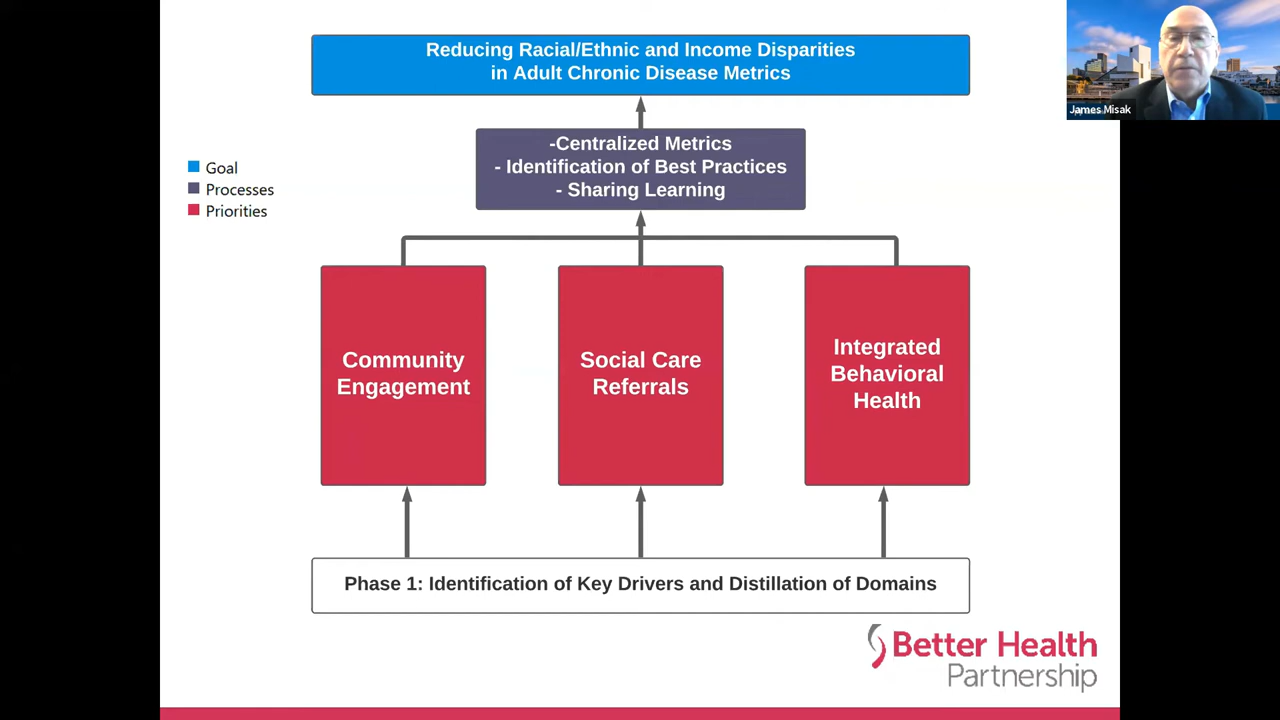 Reducing Racial/Ethnic and Income Disparities
in Adult Chronic Disease Metrics
James Misak
-Centralized Metrics
- Identification of Best Practices
- Sharing Learning
Goal
Processes
Priorities
Community
Engagement
Social Care
Referrals
Integrated
Behavioral
Health
Phase 1: Identification of Key Drivers and Distillation of Domains
Better Health
Partnership